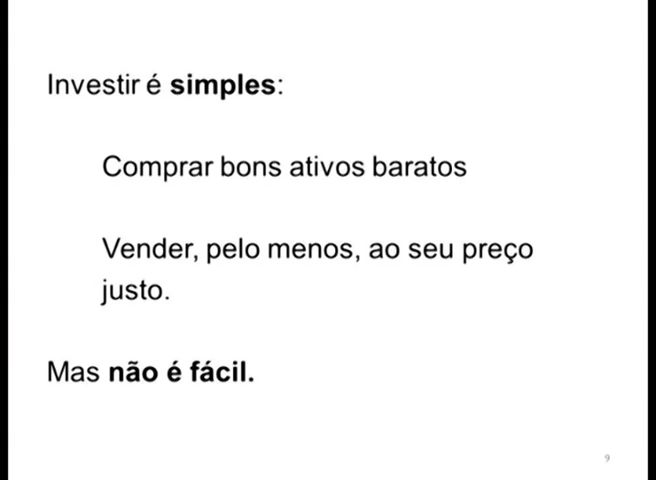 Investir é simples:
Comprar bons ativos baratos
Vender, pelo menos, ao seu preço
justo.
Mas não é fácil.
9